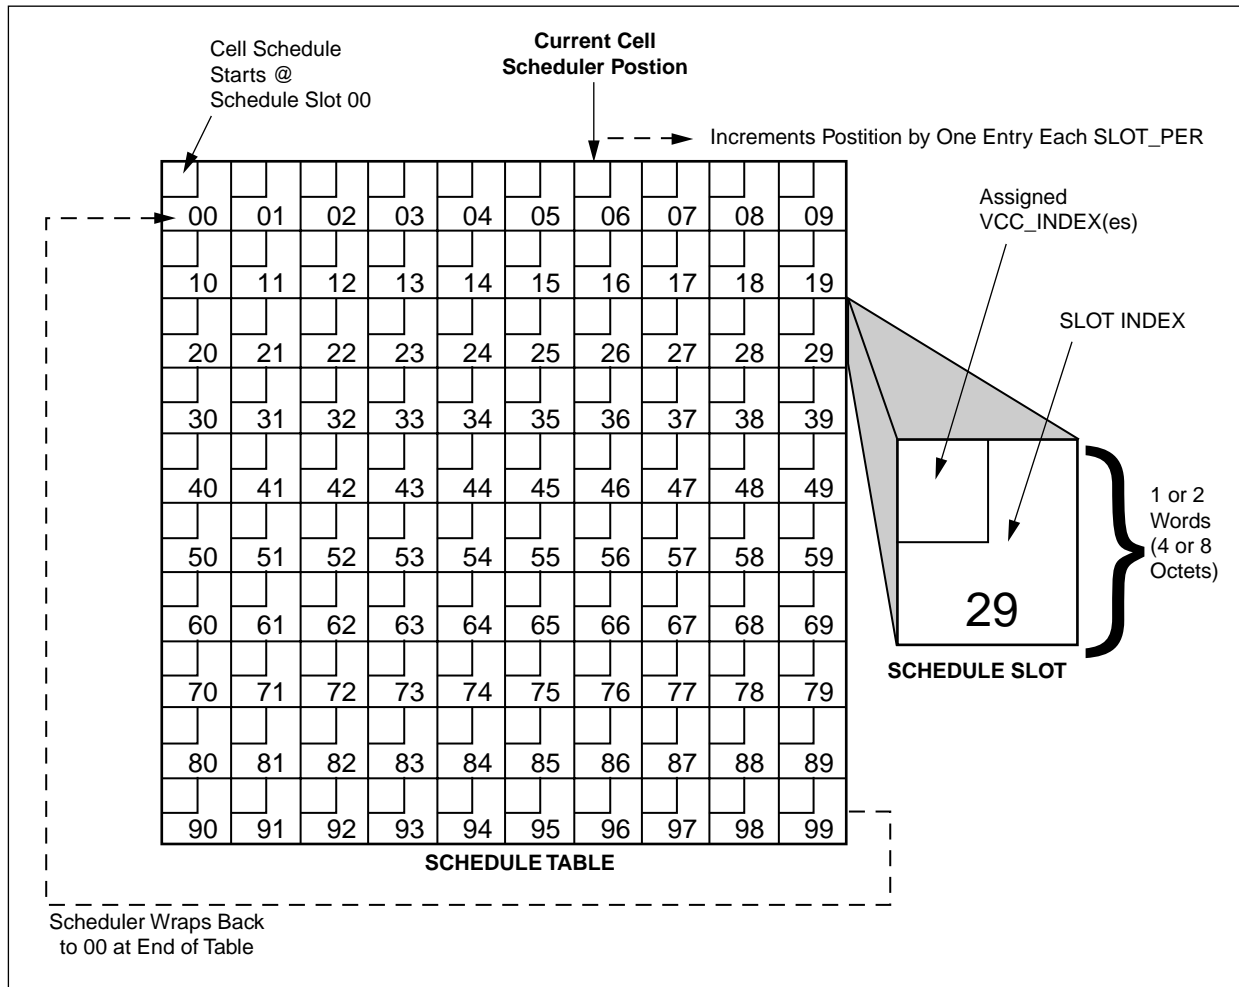 Cell Schedule
Starts @
Schedule Slot 00
Current Cell
Scheduler Postion
Increments Postition by One Entry Each SLOT_PER
Assigned
VCC_INDEX(es)
SLOT INDEX
00 01 02 03 04 05 06 07 08 09
10 11 12 13 14 15 16 17 18 19
20 21 22 23 24 25 26 27 28 29
30 31 32 33 34 35 36 37 38 39
40 41 42 43 44 45 46 47 48 49
50 51 52 53 54 55 56 57 58 59
60 61 62 63 64 65 66 67 68 69
70 71 72 73 74 75 76 77 78 79
80 81 82 83 84 85 86 87 88 89
90 91 92 93 94 95 96 97 98 99
SCHEDULE TABLE
29
SCHEDULE SLOT
1 or 2
Words
(4 or 8
Octets)
Scheduler Wraps Back
to 00 at End of Table